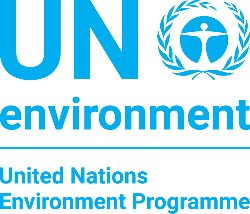 UN
environment
United Nations
Environment Programme